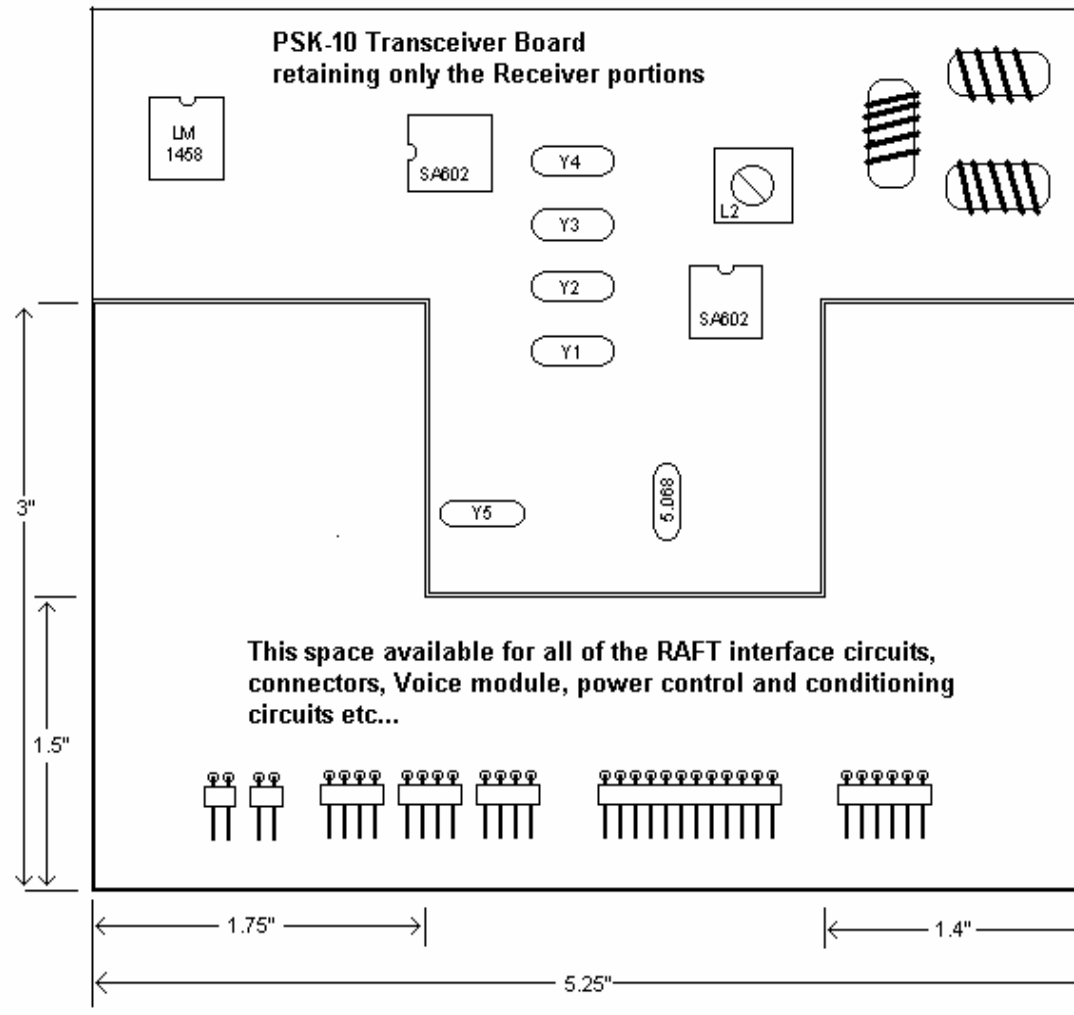 PSK-10 Transceiver Board
retaining only the Receiver portions
LM
1458
SA602
Y4
L2
Y3
Y2
SA602
Y1
3"
Y5
5.068
This space available for all of the RAFT interface circuits,
connectors, Voice module, power control and conditioning
circuits etc...
1.5"
1.75"
1.4"
5.25"